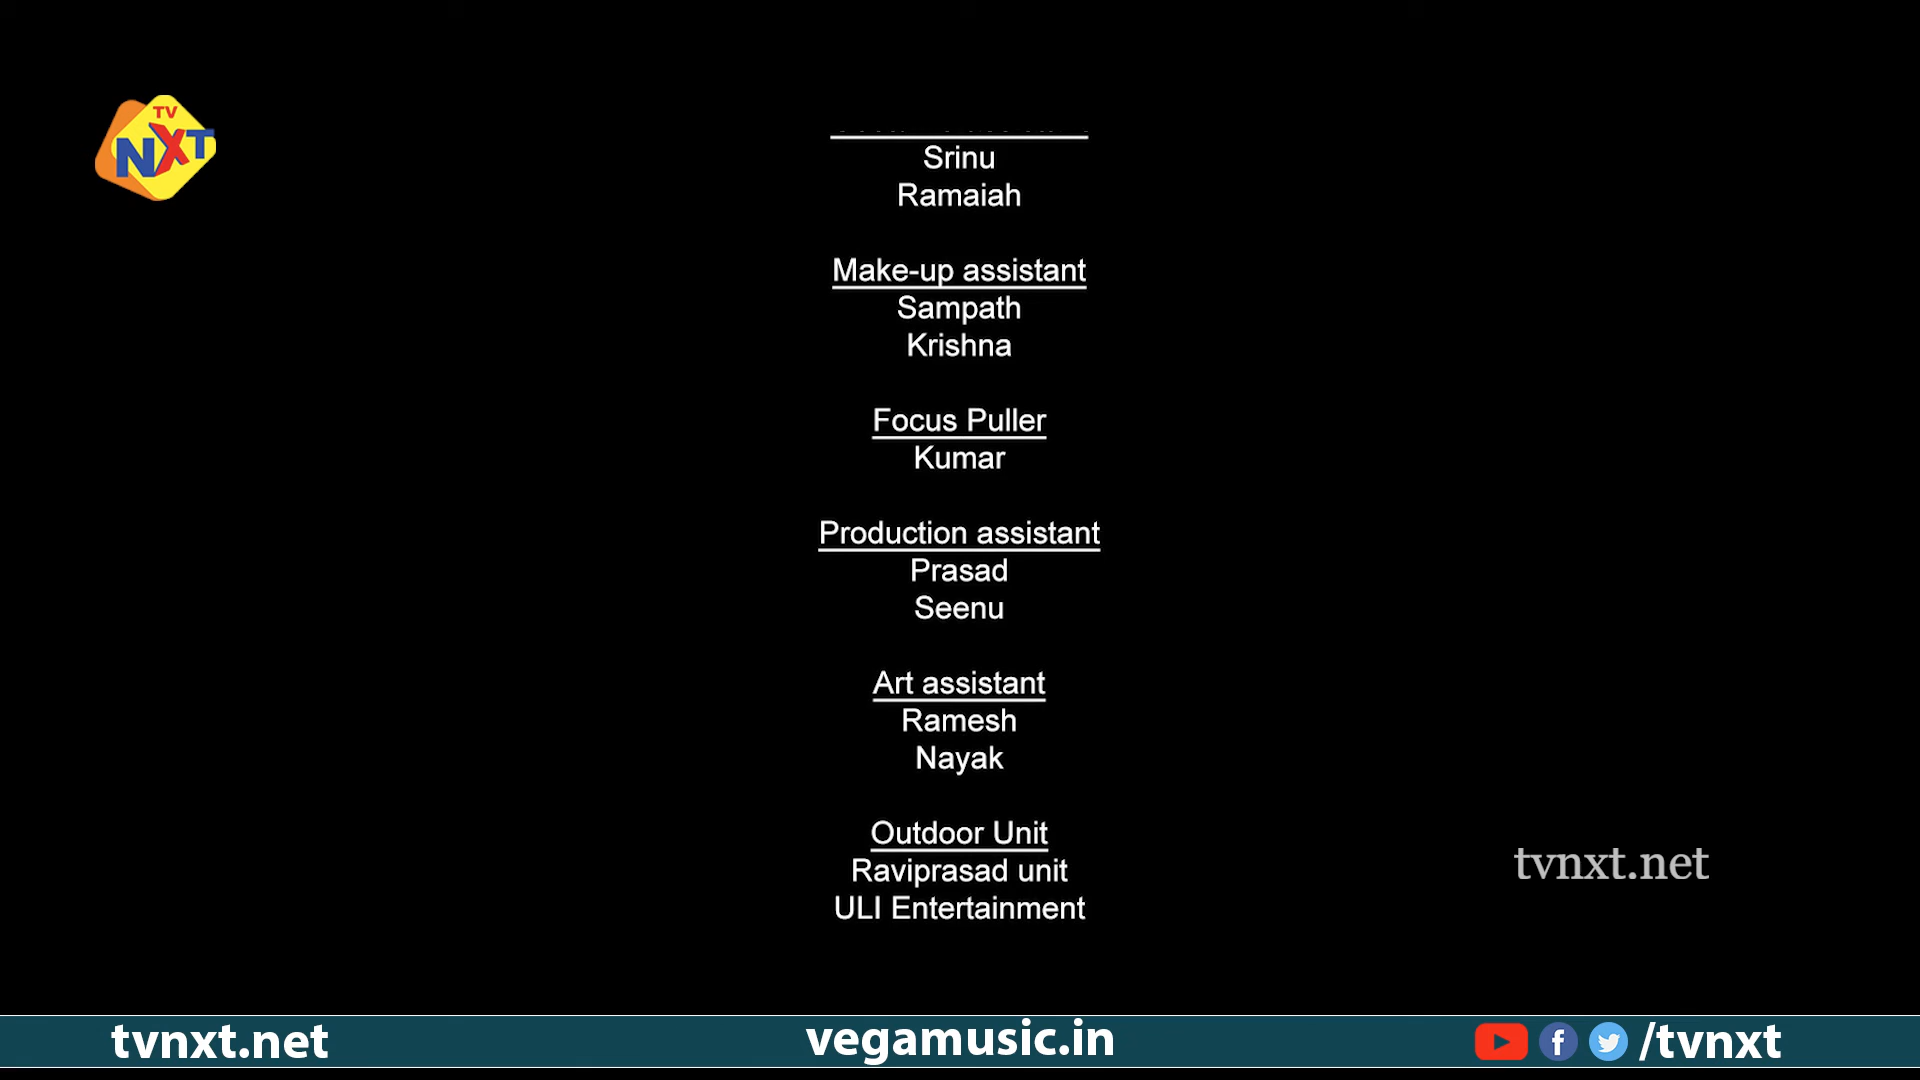 TV
NXT
Srinu
Ramaiah
Make-up assistant
Sampath
Krishna
Focus Puller
Kumar
Production assistant
Prasad
Seenu
Art assistant
Ramesh
Nayak
Outdoor Unit
Raviprasad unit
ULI Entertainment
tvnxt.net
tvnxt.net
vegamusic.in
/tvnxt